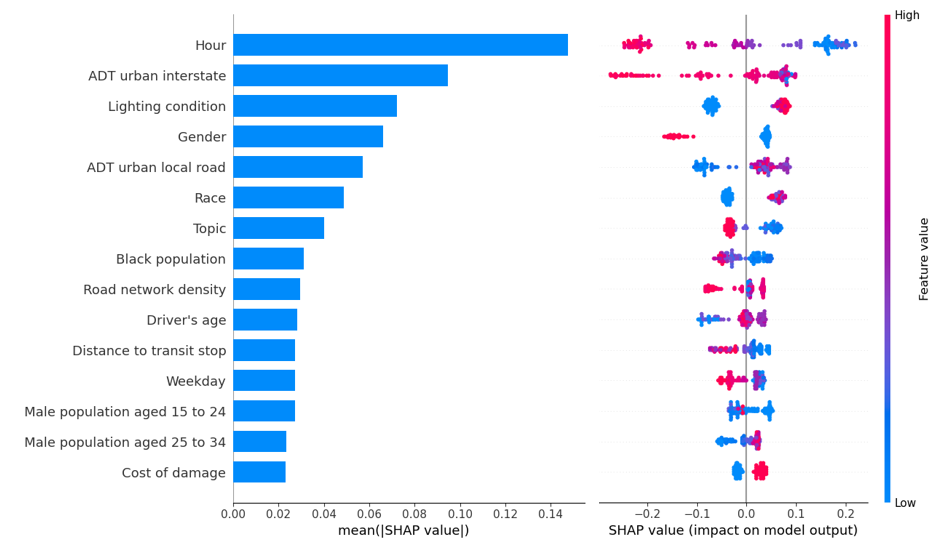 High
Hour
ADT urban interstate
Lighting condition
Gender
ADT urban local road
Race
Topic
Black population
Road network density
Driver's age
Distance to transit stop
Weekday
Male population aged 15 to 24
Male population aged 25 to 34
Cost of damage
Feature value
Low
0.00 0.02 0.04 0.06 0.08 0.10 0.12 0.14
mean(|SHAP value|)
−0.2 −0.1 0.0 0.1 0.2
SHAP value (impact on model output)